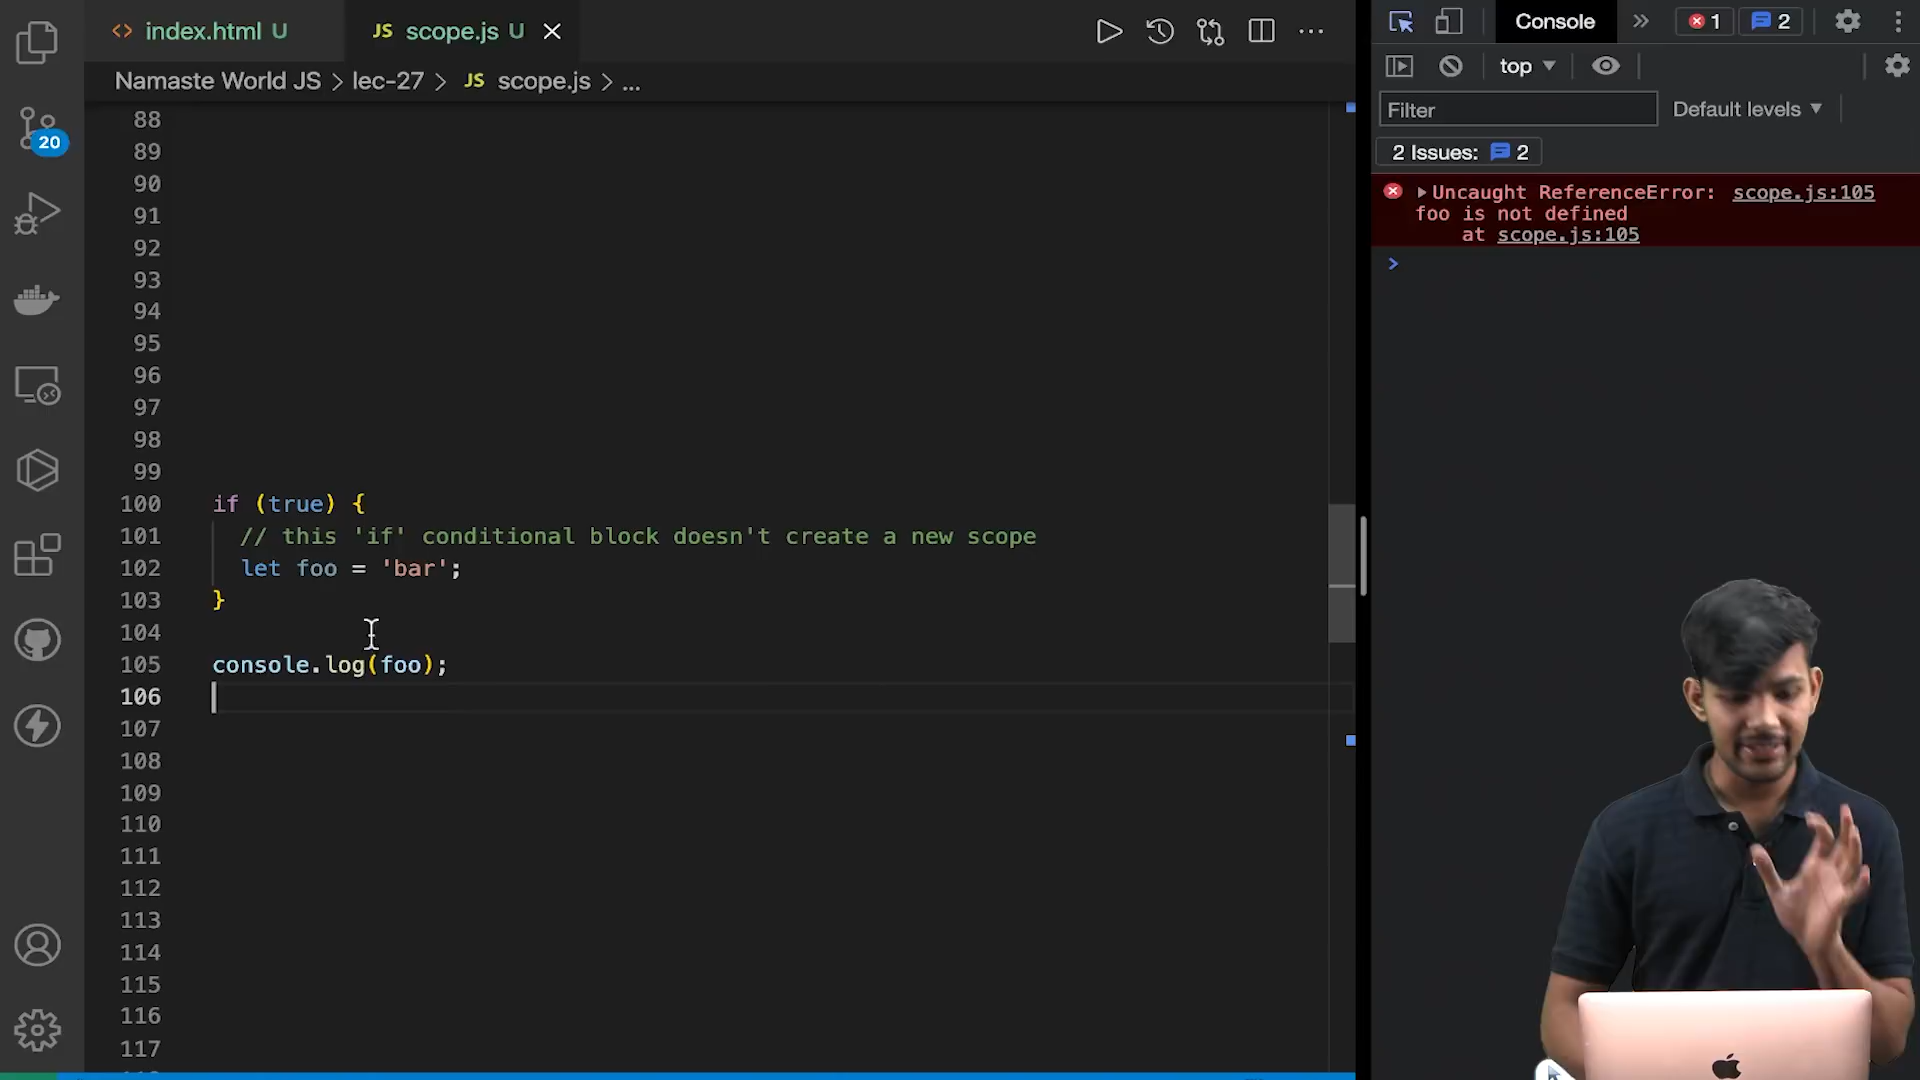 index.html U
JS scope.js U
Namaste World JS > lec-27 > JS scope.js > ...
20
88
89
90
91
92
93
94
95
96
97
98
99
100 if (true) {
101 // this 'if' conditional block doesn't create a new scope
102 let foo = 'bar';
103 }
104
105 console.log(foo);
106
107
108
109
110
111
112
113
114
115
116
117
Console
1
2
top
Filter
Default levels
2 Issues: 2
Uncaught ReferenceError: scope.js:105
foo is not defined
at scope.js:105
>